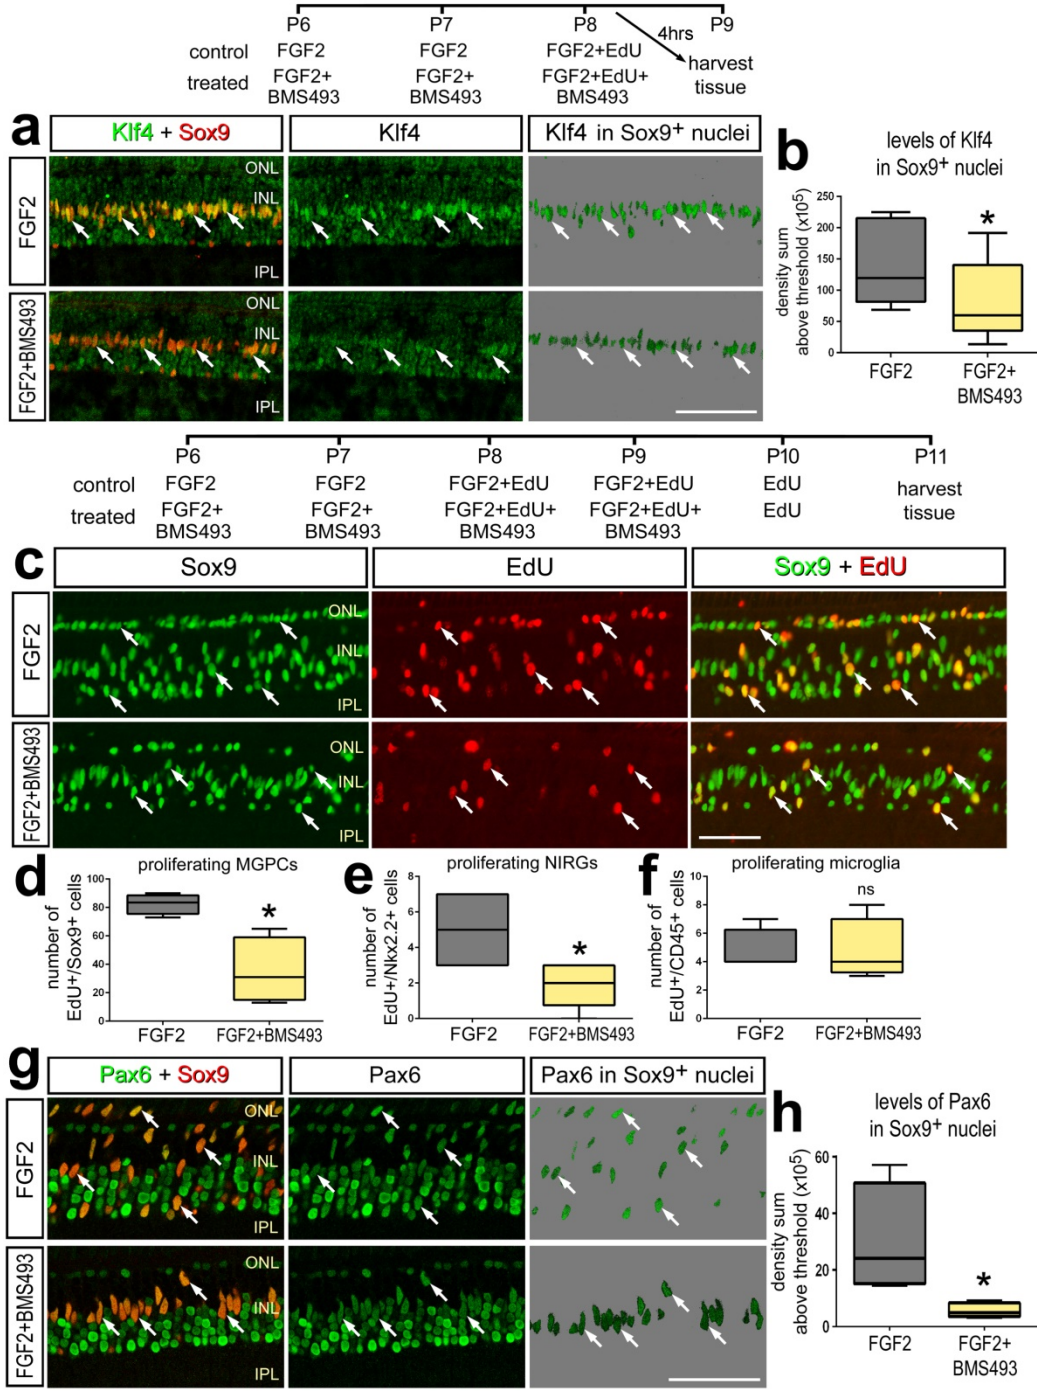 P6 P7 P8 P9
4hrs
control FGF2 FGF2 FGF2+EdU harvest
treated FGF2+ FGF2+ FGF2+EdU+ tissue
BMS493 BMS493 BMS493
a
Klf4 + Sox9 Klf4 Klf4 in Sox9+ nuclei
FGF2
ONL
INL
IPL
FGF2+BMS493
ONL
INL
IPL
b
levels of Klf4
in Sox9+ nuclei
density sum
above threshold (x10⁵)
250
200
150
100
50
0
*
FGF2 FGF2+
BMS493
P6 P7 P8 P9 P10 P11
control FGF2 FGF2 FGF2+EdU FGF2+EdU EdU harvest
treated FGF2+ FGF2+ FGF2+EdU+ FGF2+EdU+ EdU tissue
BMS493 BMS493 BMS493 BMS493
c
Sox9 EdU Sox9 + EdU
FGF2
ONL
INL
IPL
FGF2+BMS493
ONL
INL
IPL
d
proliferating MGPCs
number of
EdU+/Sox9+ cells
100
80
60
40
20
0
*
FGF2 FGF2+BMS493
e
proliferating NIRGs
number of
EdU+/Nkx2.2+ cells
8
6
4
2
0
*
FGF2 FGF2+BMS493
f
proliferating microglia
number of
EdU+/CD45+ cells
10
8
6
4
2
0
ns
FGF2 FGF2+BMS493
g
Pax6 + Sox9 Pax6 Pax6 in Sox9+ nuclei
FGF2
ONL
INL
IPL
FGF2+BMS493
ONL
INL
IPL
h
levels of Pax6
in Sox9+ nuclei
density sum
above threshold (x10⁵)
60
40
20
0
*
FGF2 FGF2+
BMS493